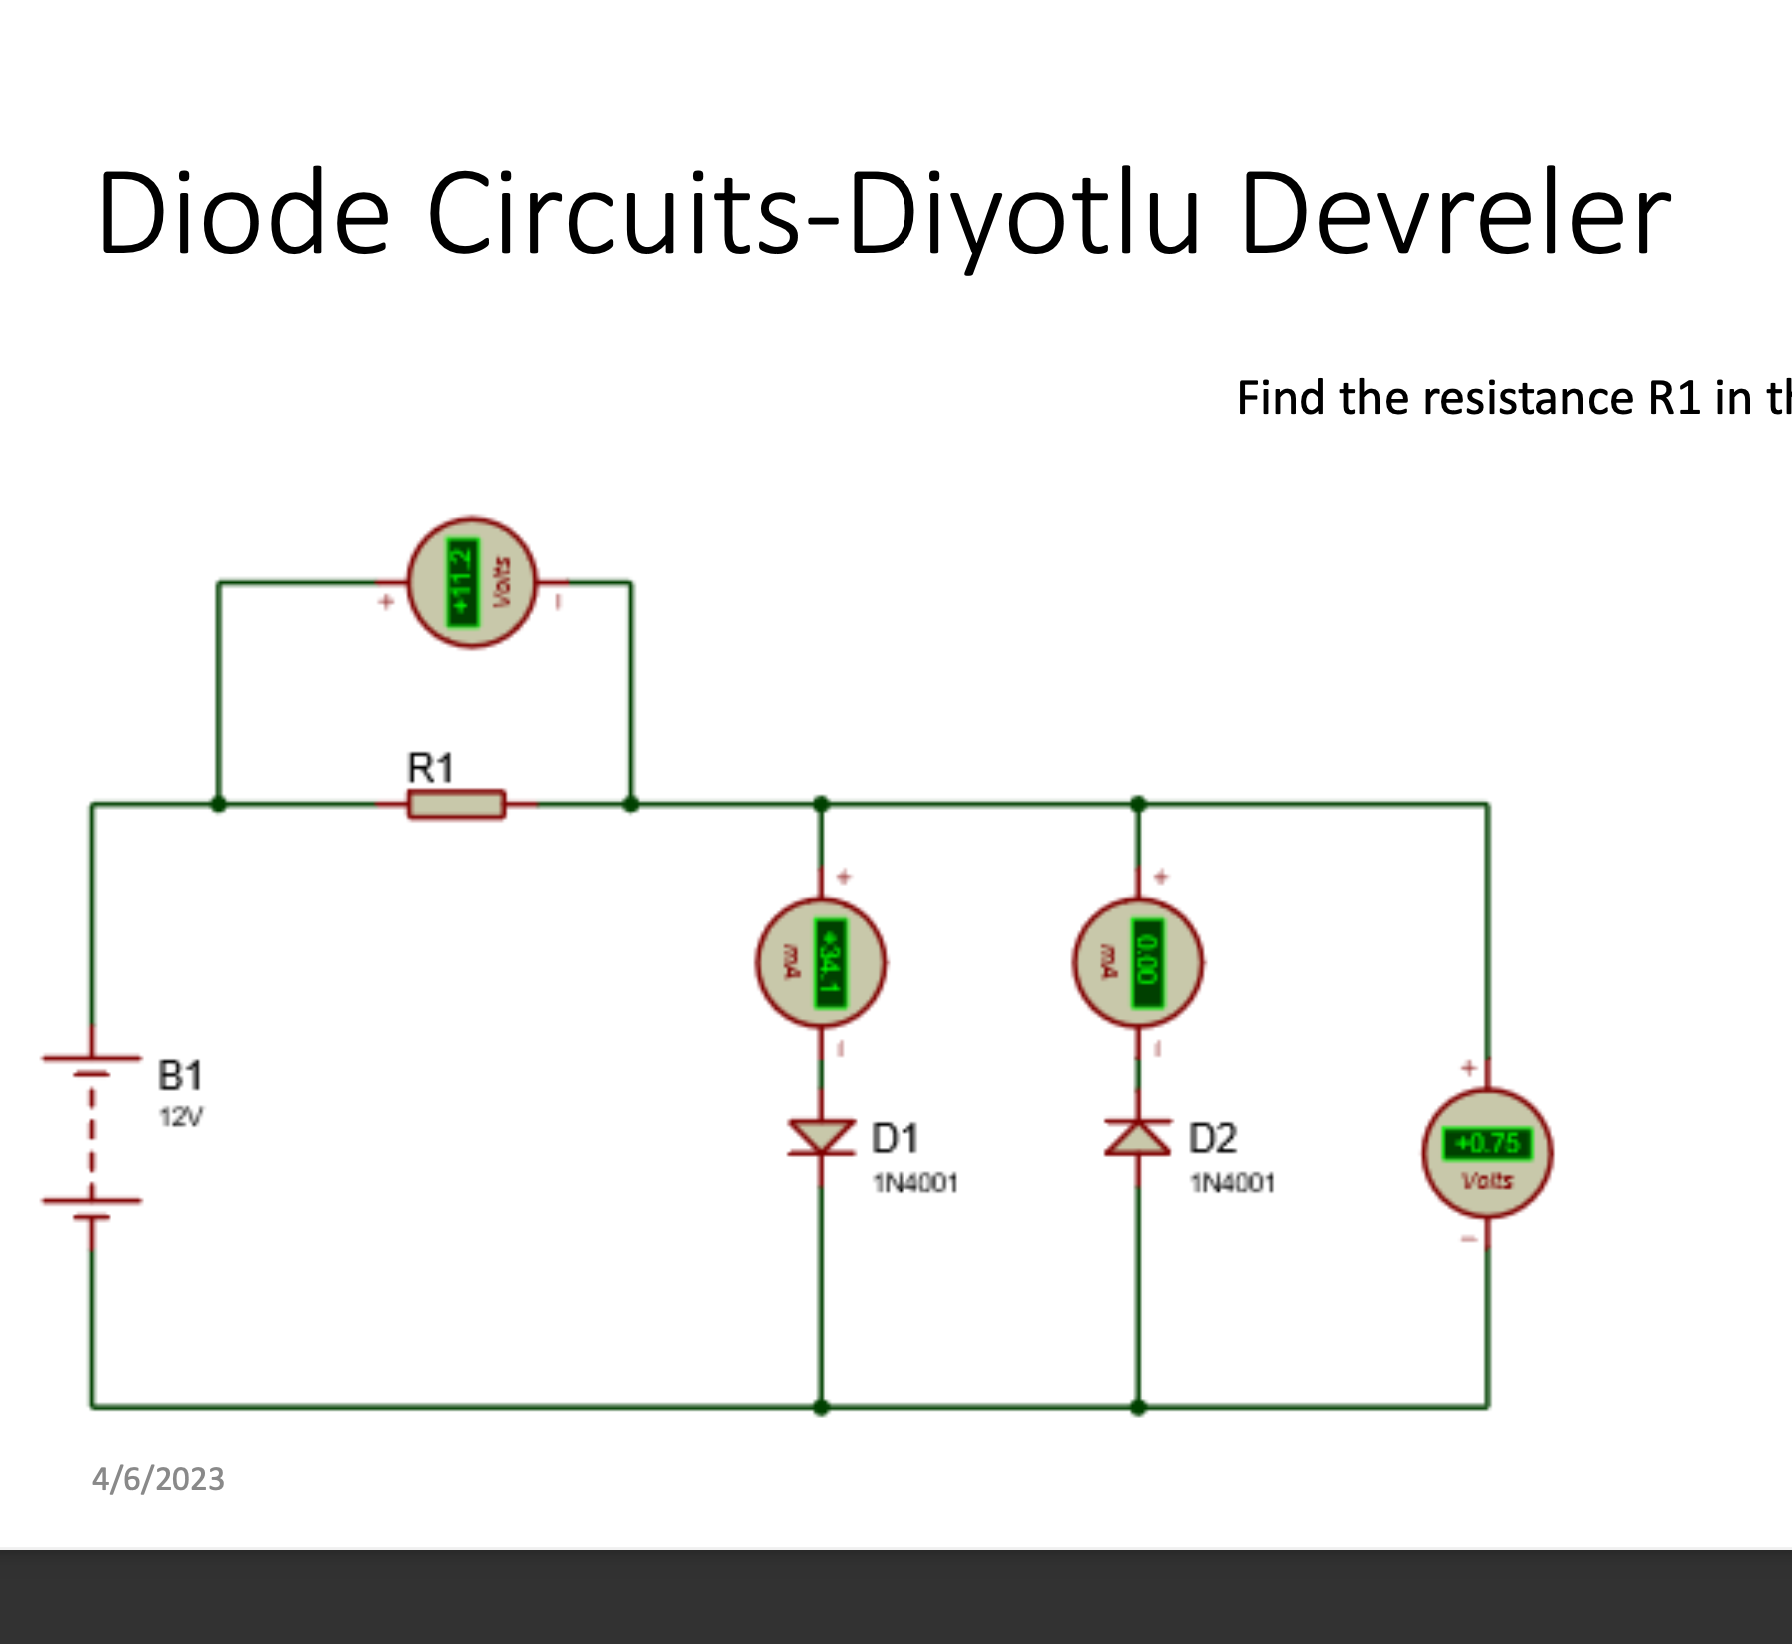 Diode Circuits-Diyotlu Devreler
Find the resistance R1 in th
+11.2
Volts
+
-
R1
+
+
+34.1
mA
0.00
mA
-
-
B1
12V
+
D1
1N4001
D2
1N4001
+0.75
Volts
-
4/6/2023